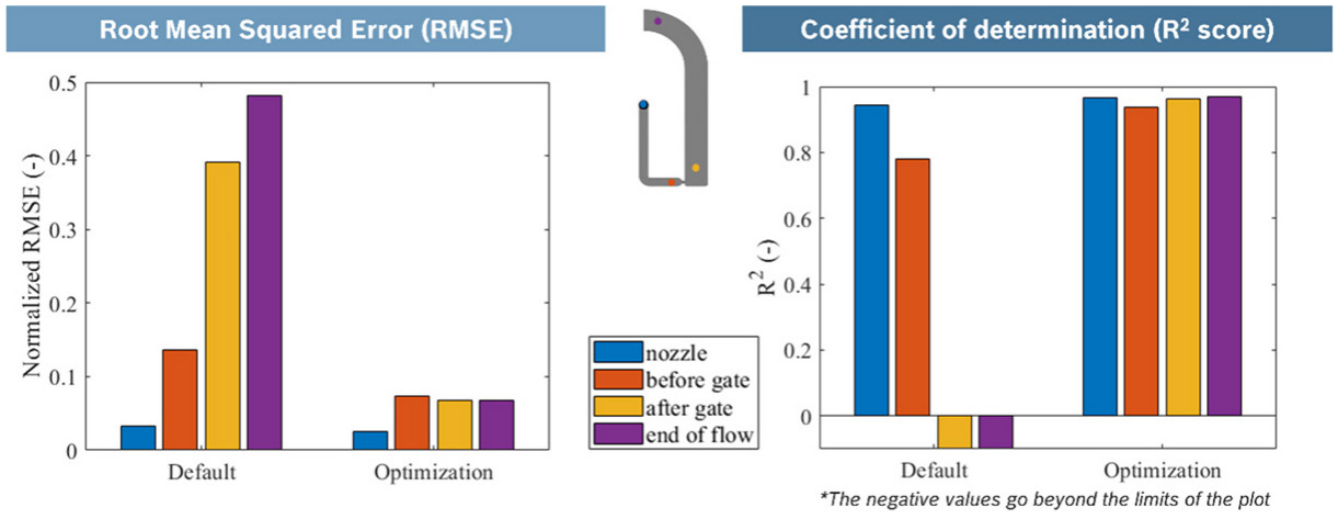 Root Mean Squared Error (RMSE)
Coefficient of determination (R² score)
Normalized RMSE (-)
0.5
0.4
0.3
0.2
0.1
0
Default
Optimization
nozzle
before gate
after gate
end of flow
R² (-)
1
0.8
0.6
0.4
0.2
0
Default
Optimization
*The negative values go beyond the limits of the plot